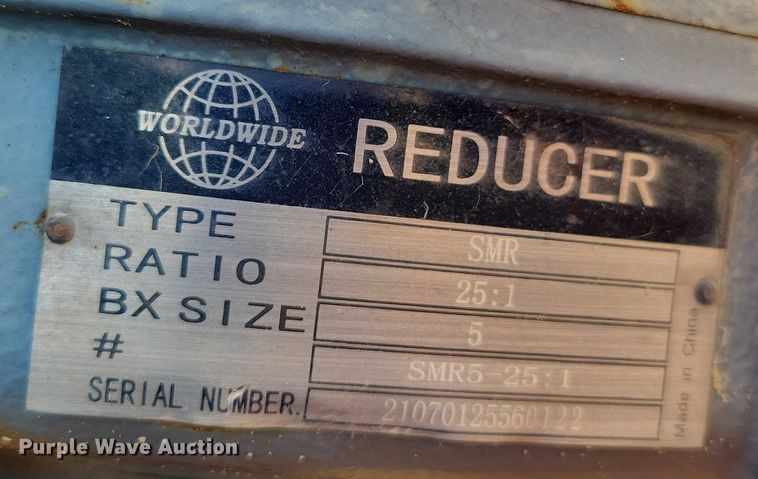 WORLDWIDE
REDUCER
TYPE SMR
RATIO 25:1
BX SIZE 5
# SMR5-25:1
SERIAL NUMBER. 21070125560122
Made in China
Purple Wave Auction